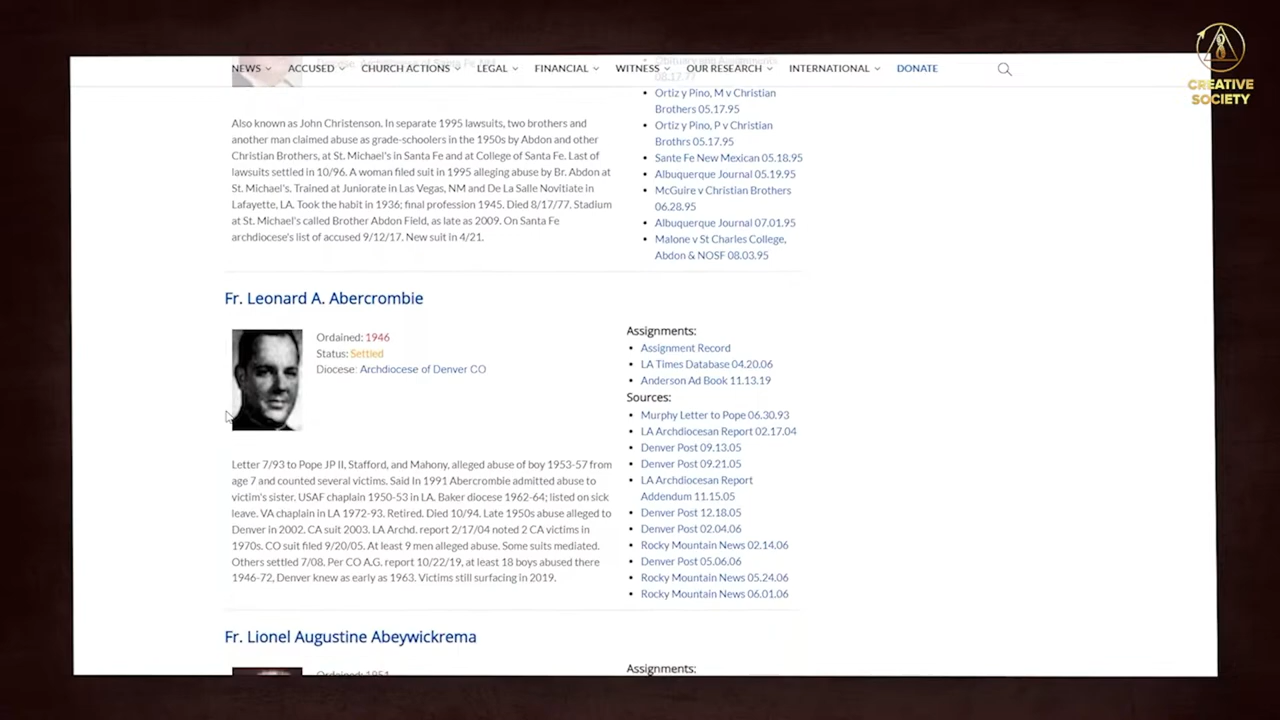 CREATIVE
SOCIETY
NEWS ACCUSED CHURCH ACTIONS LEGAL FINANCIAL WITNESS OUR RESEARCH INTERNATIONAL DONATE
08.17.77
Also known as John Christenson. In separate 1995 lawsuits, two brothers and
another man claimed abuse as grade-schoolers in the 1950s by Abdon and other
Christian Brothers, at St. Michael's in Santa Fe and at College of Santa Fe. Last of
lawsuits settled in 10/96. A woman filed suit in 1995 alleging abuse by Br. Abdon at
St. Michael's. Trained at Juniorate in Las Vegas, NM and De La Salle Novitiate in
Lafayette, LA. Took the habit in 1936; final profession 1945. Died 8/17/77. Stadium
at St. Michael's called Brother Abdon Field, as late as 2009. On Santa Fe
archdiocese's list of accused 9/12/17. New suit in 4/21.
Ortiz y Pino, M v Christian
Brothers 05.17.95
Ortiz y Pino, P v Christian
Brothrs 05.17.95
Sante Fe New Mexican 05.18.95
Albuquerque Journal 05.19.95
McGuire v Christian Brothers
06.28.95
Albuquerque Journal 07.01.95
Malone v St Charles College,
Abdon & NOSF 08.03.95
Fr. Leonard A. Abercrombie
Ordained: 1946
Status: Settled
Diocese: Archdiocese of Denver CO
Letter 7/93 to Pope JP II, Stafford, and Mahony, alleged abuse of boy 1953-57 from
age 7 and counted several victims. Said In 1991 Abercrombie admitted abuse to
victim's sister. USAF chaplain 1950-53 in LA. Baker diocese 1962-64; listed on sick
leave. VA chaplain in LA 1972-93. Retired. Died 10/94. Late 1950s abuse alleged to
Denver in 2002. CA suit 2003. LA Archd. report 2/17/04 noted 2 CA victims in
1970s. CO suit filed 9/20/05. At least 9 men alleged abuse. Some suits mediated.
Others settled 7/08. Per CO A.G. report 10/22/19, at least 18 boys abused there
1946-72, Denver knew as early as 1963. Victims still surfacing in 2019.
Assignments:
Assignment Record
LA Times Database 04.20.06
Anderson Ad Book 11.13.19
Sources:
Murphy Letter to Pope 06.30.93
LA Archdiocesan Report 02.17.04
Denver Post 09.13.05
Denver Post 09.21.05
LA Archdiocesan Report
Addendum 11.15.05
Denver Post 12.18.05
Denver Post 02.04.06
Rocky Mountain News 02.14.06
Denver Post 05.06.06
Rocky Mountain News 05.24.06
Rocky Mountain News 06.01.06
Fr. Lionel Augustine Abeywickrema
Ordained: 1951
Assignments: